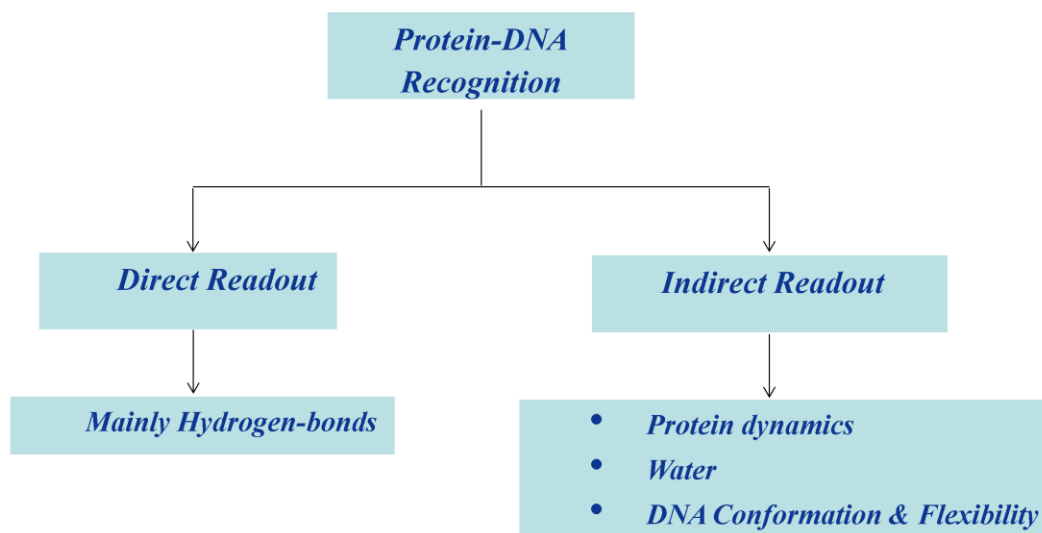 Protein-DNA
Recognition
Direct Readout
Indirect Readout
Mainly Hydrogen-bonds
• Protein dynamics
• Water
• DNA Conformation & Flexibility